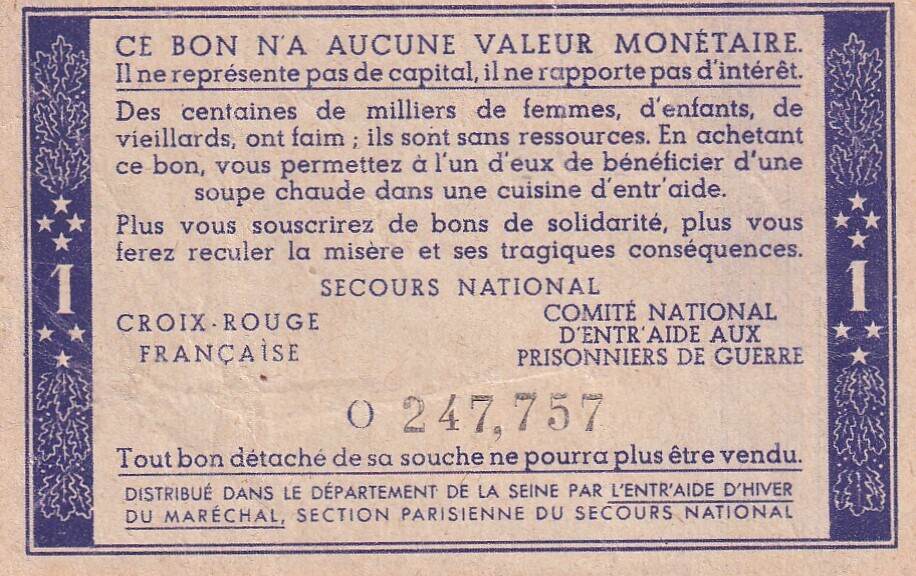 CE BON N'A AUCUNE VALEUR MONÉTAIRE.
Il ne représente pas de capital, il ne rapporte pas d'intérêt.
Des centaines de milliers de femmes, d'enfants, de
vieillards, ont faim ; ils sont sans ressources. En achetant
ce bon, vous permettez à l'un d'eux de bénéficier d'une
soupe chaude dans une cuisine d'entr'aide.
Plus vous souscrirez de bons de solidarité, plus vous
ferez reculer la misère et ses tragiques conséquences.
1
1
SECOURS NATIONAL
CROIX-ROUGE
FRANÇAISE
COMITÉ NATIONAL
D'ENTR'AIDE AUX
PRISONNIERS DE GUERRE
O 247,757
Tout bon détaché de sa souche ne pourra plus être vendu.
DISTRIBUÉ DANS LE DÉPARTEMENT DE LA SEINE PAR L'ENTR'AIDE D'HIVER
DU MARÉCHAL, SECTION PARISIENNE DU SECOURS NATIONAL